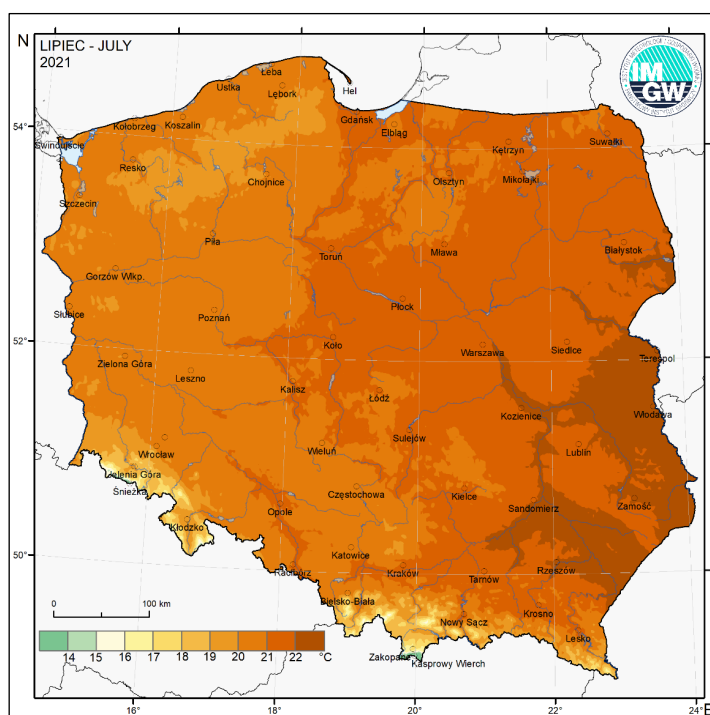 N
LIPIEC - JULY
2021
IMGW
Łeba
Ustka
Lębork
Hel
Gdańsk
Kołobrzeg
Koszalin
54°
Elbląg
Suwałki
Świnoujście
Kętrzyn
Resko
Chojnice
Olsztyn
Mikołajki
Szczecin
Piła
Toruń
Mława
Białystok
Gorzów Wlkp.
Słubice
Poznań
Płock
52°
Koło
Warszawa
Siedlce
Terespol
Zielona Góra
Leszno
Kalisz
Łódź
Kozienice
Włodawa
Sulejów
Wrocław
Wieluń
Lublin
Jelenia Góra
Śnieżka
Częstochowa
Kielce
Zamość
Opole
Sandomierz
Kłodzko
50°
Katowice
Racibórz
Kraków
Tarnów
Rzeszów
0 100 km
Bielsko-Biała
Nowy Sącz
Krosno
Lesko
Zakopane
Kasprowy Wierch
14 15 16 17 18 19 20 21 22 °C
16° 18° 20° 22° 24° E